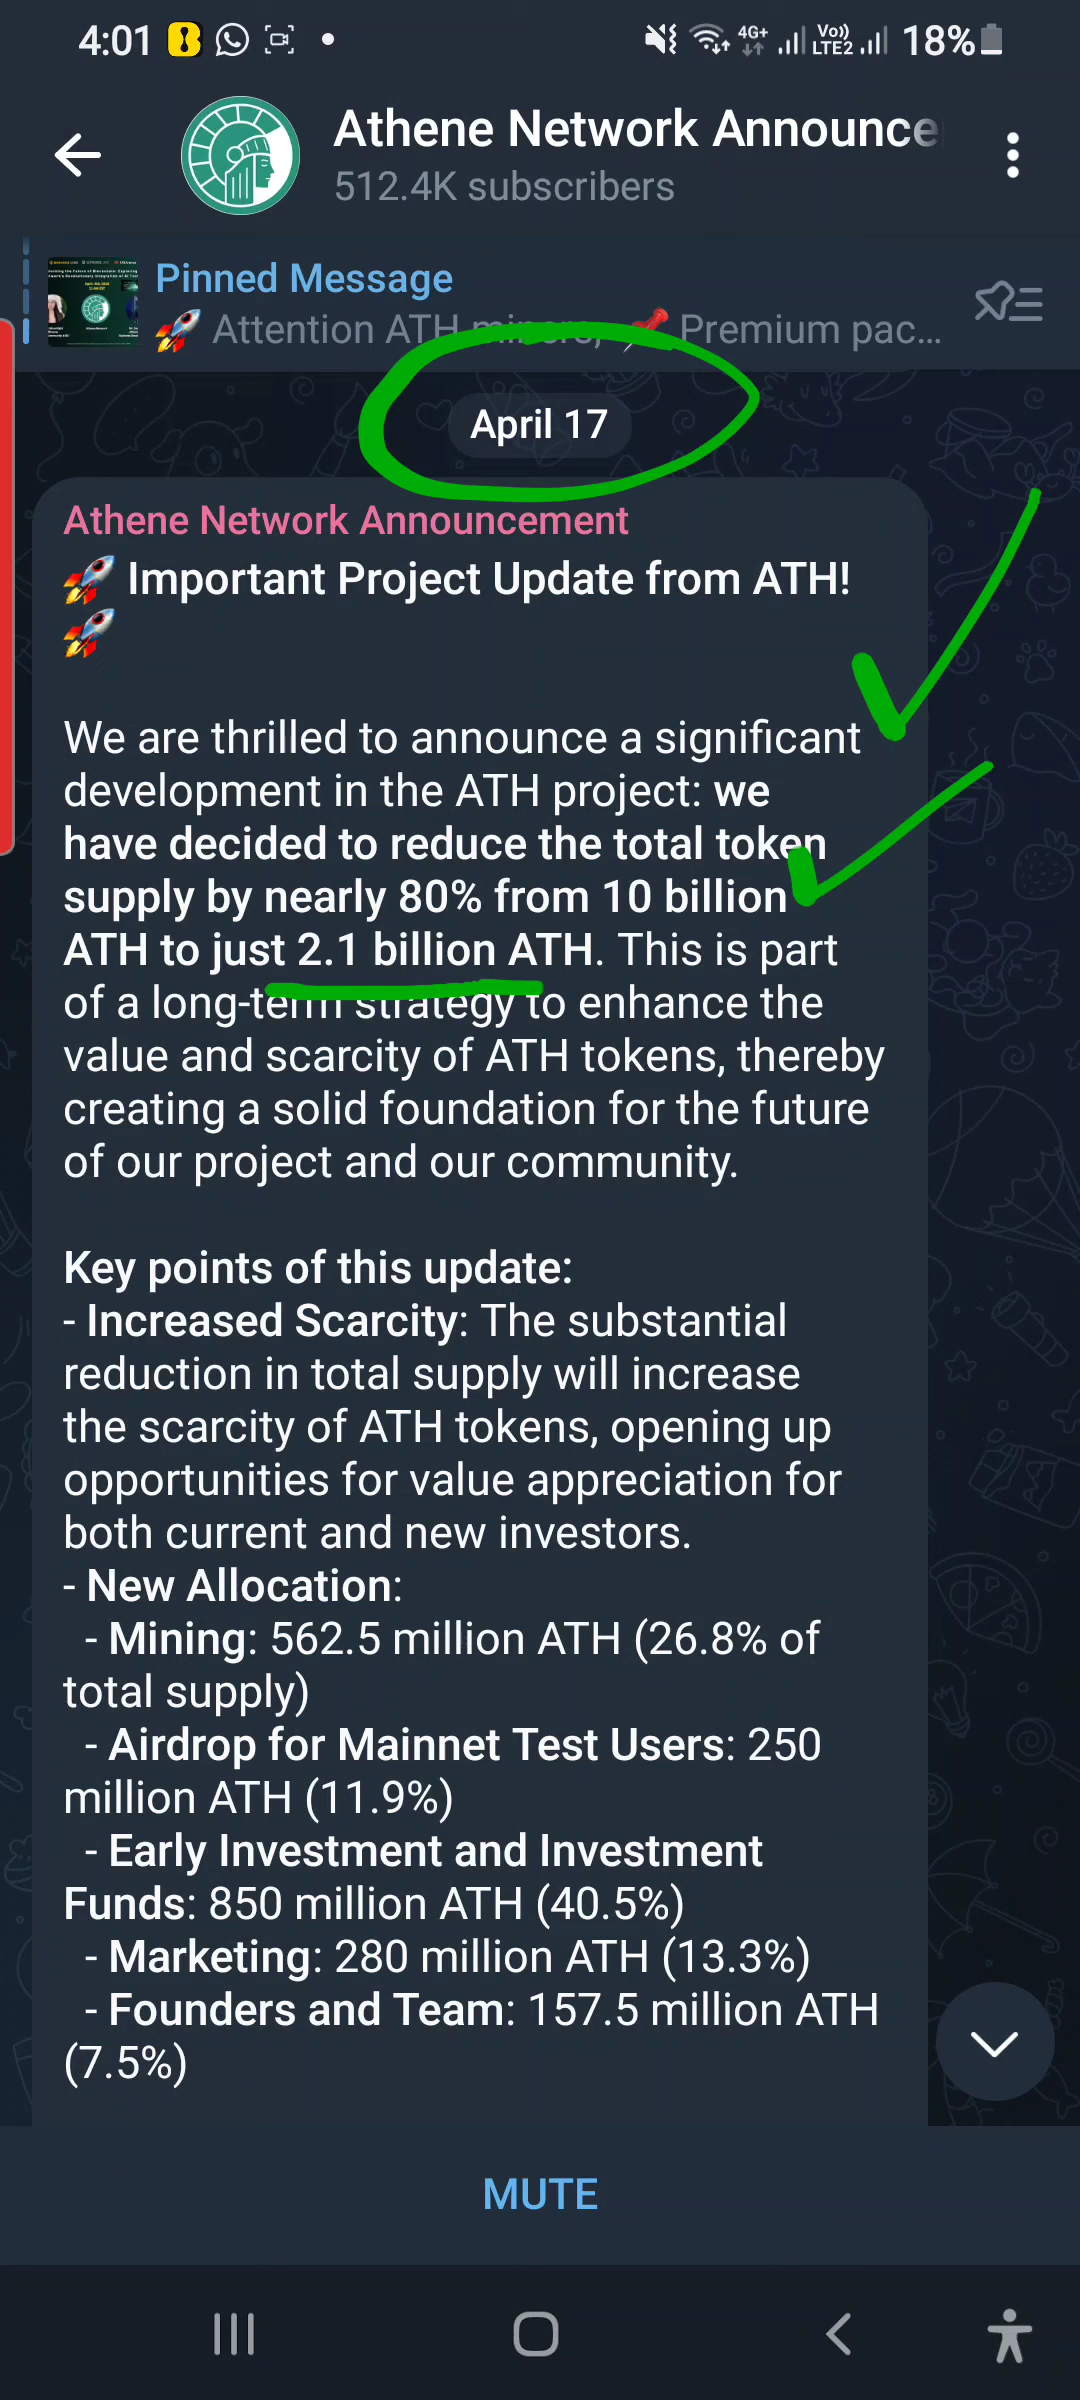 4:01
4G+
Vo))
LTE2
18%
Athene Network Announce
512.4K subscribers
Pinned Message
🚀 Attention ATH miners, 📌 Premium pac...
April 17
Athene Network Announcement
🚀 Important Project Update from ATH!
🚀
We are thrilled to announce a significant
development in the ATH project: we
have decided to reduce the total token
supply by nearly 80% from 10 billion
ATH to just 2.1 billion ATH. This is part
of a long-term strategy to enhance the
value and scarcity of ATH tokens, thereby
creating a solid foundation for the future
of our project and our community.
Key points of this update:
- Increased Scarcity: The substantial
reduction in total supply will increase
the scarcity of ATH tokens, opening up
opportunities for value appreciation for
both current and new investors.
- New Allocation:
- Mining: 562.5 million ATH (26.8% of
total supply)
- Airdrop for Mainnet Test Users: 250
million ATH (11.9%)
- Early Investment and Investment
Funds: 850 million ATH (40.5%)
- Marketing: 280 million ATH (13.3%)
- Founders and Team: 157.5 million ATH
(7.5%)
MUTE